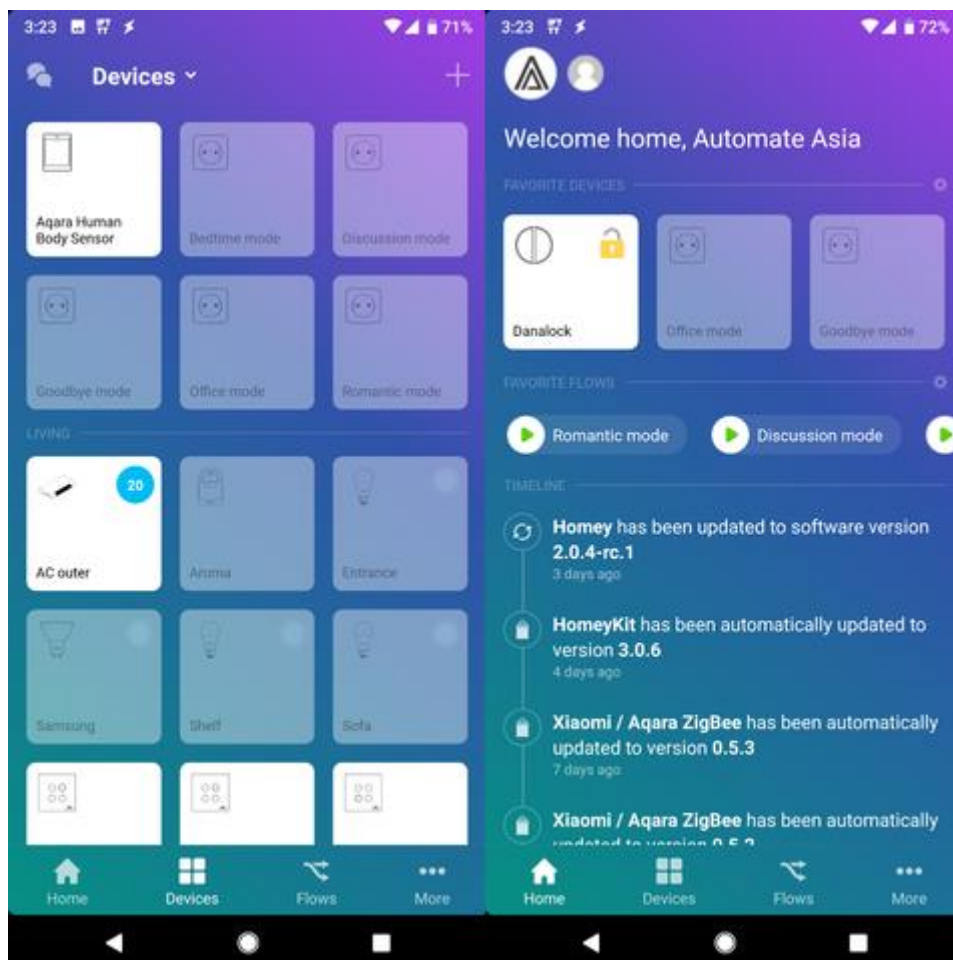 3:23
71%
Devices
Aqara Human
Body Sensor
Bedtime mode
Discussion mode
Goodbye mode
Office mode
Romantic mode
LIVING
20
AC outer
Aroma
Entrance
Samsung
Shelf
Sofa
Home
Devices
Flows
More
3:23
72%
Welcome home, Automate Asia
FAVORITE DEVICES
Danalock
Office mode
Goodbye mode
FAVORITE FLOWS
Romantic mode
Discussion mode
TIMELINE
Homey has been updated to software version
2.0.4-rc.1
3 days ago
HomeyKit has been automatically updated to
version 3.0.6
4 days ago
Xiaomi / Aqara ZigBee has been automatically
updated to version 0.5.3
7 days ago
Xiaomi / Aqara ZigBee has been automatically
updated to version
Home
Devices
Flows
More